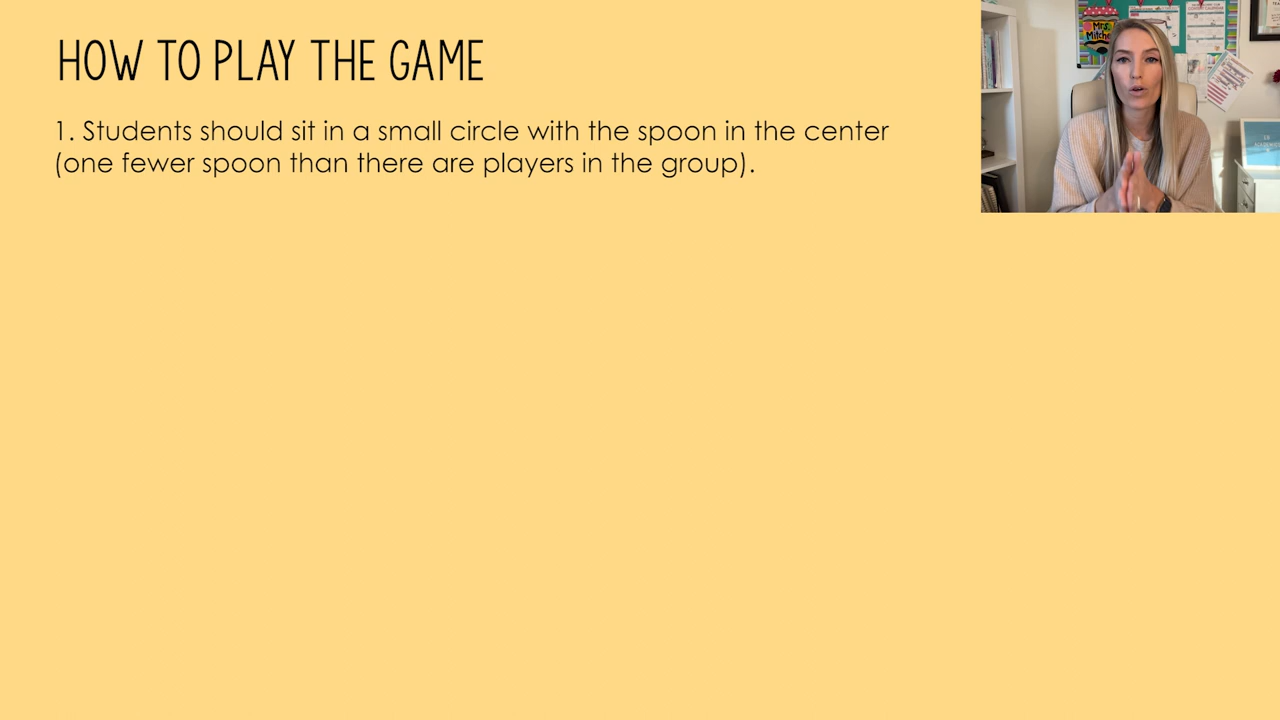 HOW TO PLAY THE GAME
1. Students should sit in a small circle with the spoon in the center
(one fewer spoon than there are players in the group).
Mrs.